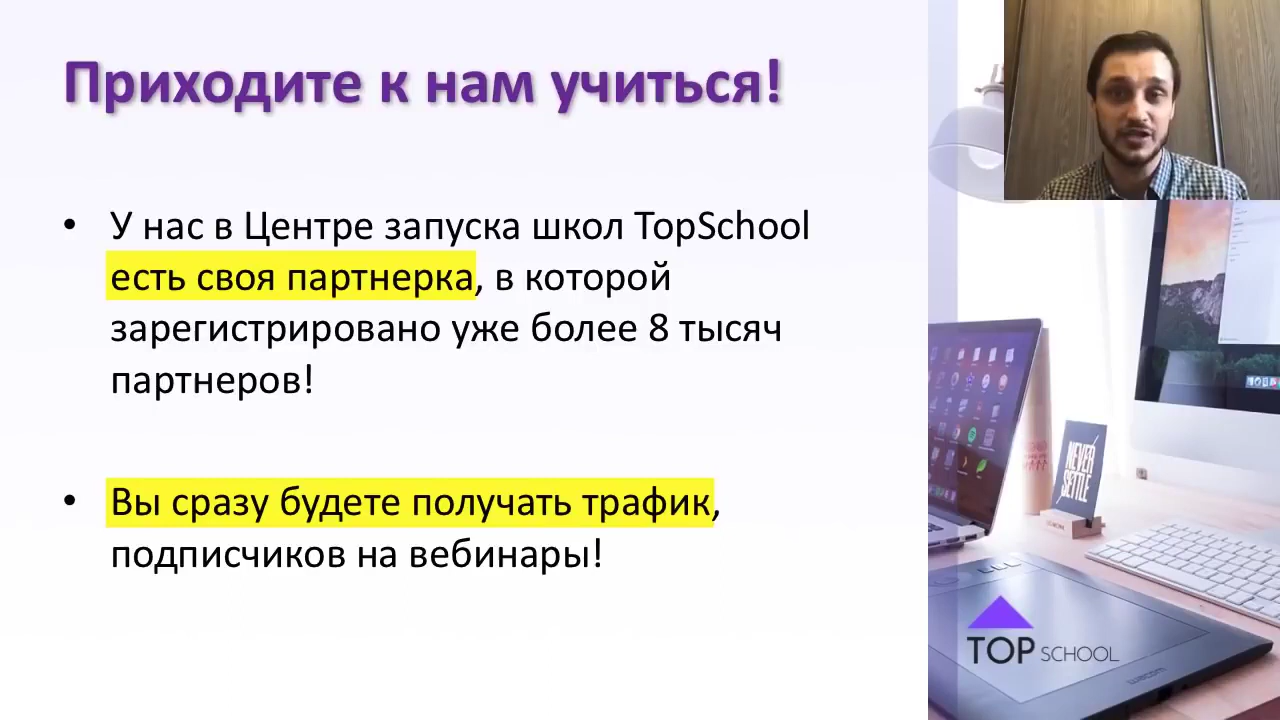 Приходите к нам учиться!
• У нас в Центре запуска школ TopSchool
есть своя партнерка, в которой
зарегистрировано уже более 8 тысяч
партнеров!
• Вы сразу будете получать трафик,
подписчиков на вебинары!
NEVER
SETTLE
TOP SCHOOL
wacom